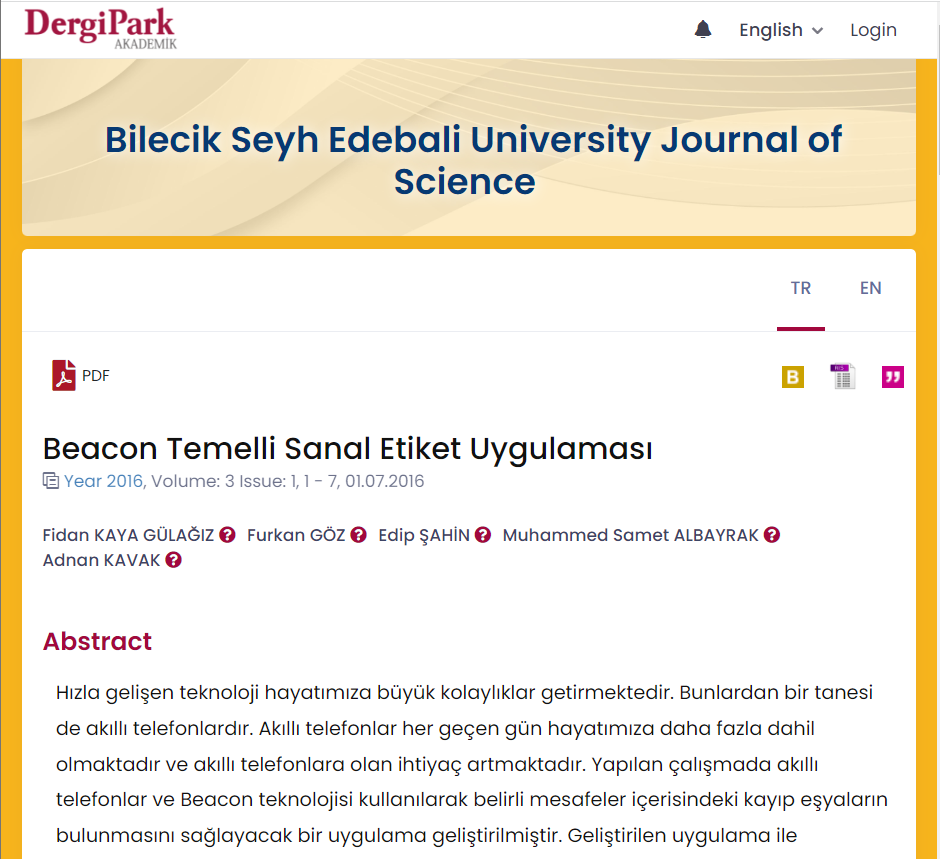 DergiPark
AKADEMİK
English
Login
Bilecik Seyh Edebali University Journal of
Science
TR
EN
PDF
B
RIS
Beacon Temelli Sanal Etiket Uygulaması
Year 2016, Volume: 3 Issue: 1, 1 - 7, 01.07.2016
Fidan KAYA GÜLAĞIZ ? Furkan GÖZ ? Edip ŞAHİN ? Muhammed Samet ALBAYRAK ?
Adnan KAVAK ?
Abstract
Hızla gelişen teknoloji hayatımıza büyük kolaylıklar getirmektedir. Bunlardan bir tanesi
de akıllı telefonlardır. Akıllı telefonlar her geçen gün hayatımıza daha fazla dahil
olmaktadır ve akıllı telefonlara olan ihtiyaç artmaktadır. Yapılan çalışmada akıllı
telefonlar ve Beacon teknolojisi kullanılarak belirli mesafeler içerisindeki kayıp eşyaların
bulunmasını sağlayacak bir uygulama geliştirilmiştir. Geliştirilen uygulama ile